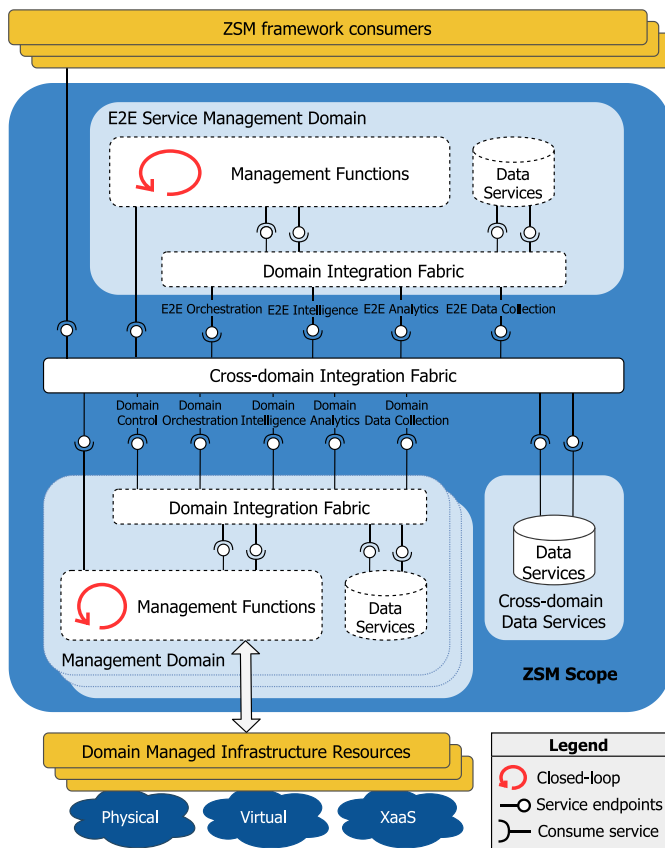 ZSM framework consumers
E2E Service Management Domain
Management Functions
Data
Services
Domain Integration Fabric
E2E Orchestration
E2E Intelligence
E2E Analytics
E2E Data Collection
Cross-domain Integration Fabric
Domain
Control
Domain
Orchestration
Domain
Intelligence
Domain
Analytics
Domain
Data Collection
Domain Integration Fabric
Management Functions
Data
Services
Management Domain
Data
Services
Cross-domain
Data Services
ZSM Scope
Domain Managed Infrastructure Resources
Physical
Virtual
XaaS
Legend
Closed-loop
Service endpoints
Consume service